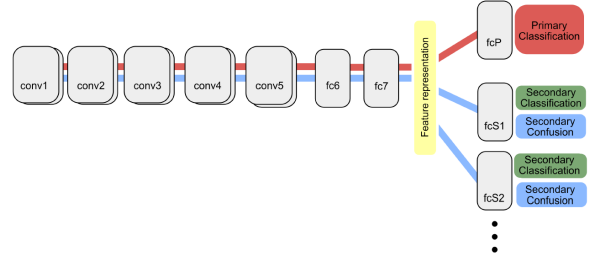 conv1
conv2
conv3
conv4
conv5
fc6
fc7
Feature representation
fcP
Primary
Classification
fcS1
Secondary
Classification
Secondary
Confusion
fcS2
Secondary
Classification
Secondary
Confusion